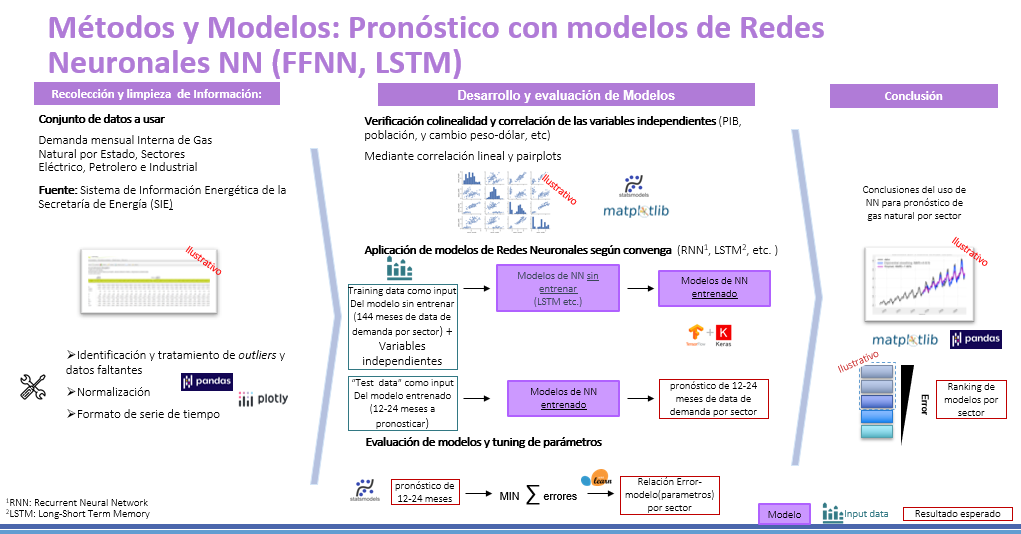 Métodos y Modelos: Pronóstico con modelos de Redes
Neuronales NN (FFNN, LSTM)
Recolección y limpieza de Información:
Conjunto de datos a usar
Demanda mensual Interna de Gas
Natural por Estado, Sectores
Eléctrico, Petrolero e Industrial
Fuente: Sistema de Información Energética de la
Secretaría de Energía (SIE)
Ilustrativo
➢Identificación y tratamiento de outliers y
datos faltantes
➢Normalización
➢Formato de serie de tiempo
pandas
plotly
Desarrollo y evaluación de Modelos
Verificación colinealidad y correlación de las variables independientes (PIB,
población, y cambio peso-dólar, etc)
Mediante correlación lineal y pairplots
Ilustrativo
statsmodels
matplotlib
Aplicación de modelos de Redes Neuronales según convenga (RNN¹, LSTM², etc. )
Training data como input
Del modelo sin entrenar
(144 meses de data de
demanda por sector) +
Variables
independientes
Modelos de NN sin
entrenar
(LSTM etc.)
Modelos de NN
entrenado
TensorFlow
+
K
Keras
"Test data" como input
Del modelo entrenado
(12-24 meses a
pronosticar)
Modelos de NN
entrenado
pronóstico de 12-24
meses de data de
demanda por sector
Evaluación de modelos y tuning de parámetros
statsmodels
pronóstico de
12-24 meses
MIN ∑ errores
learn
Relación Error-
modelo(parametros)
por sector
Conclusión
Conclusiones del uso de
NN para pronóstico de
gas natural por sector
Ilustrativo
matplotlib
pandas
Ilustrativo
Error
Ranking de
modelos por
sector
¹RNN: Recurrent Neural Network
²LSTM: Long-Short Term Memory
Modelo
Input data
Resultado esperado